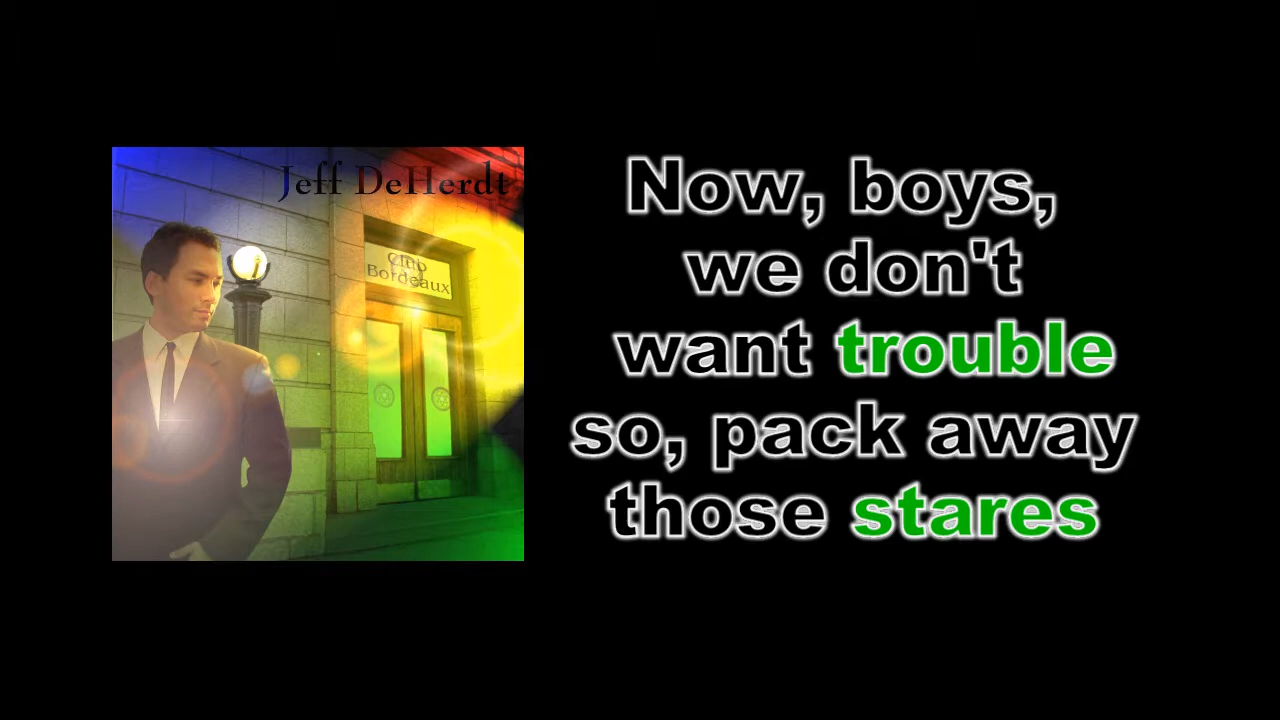 Jeff DeHerdt
Club
Bordeaux
Now, boys,
we don't
want trouble
so, pack away
those stares